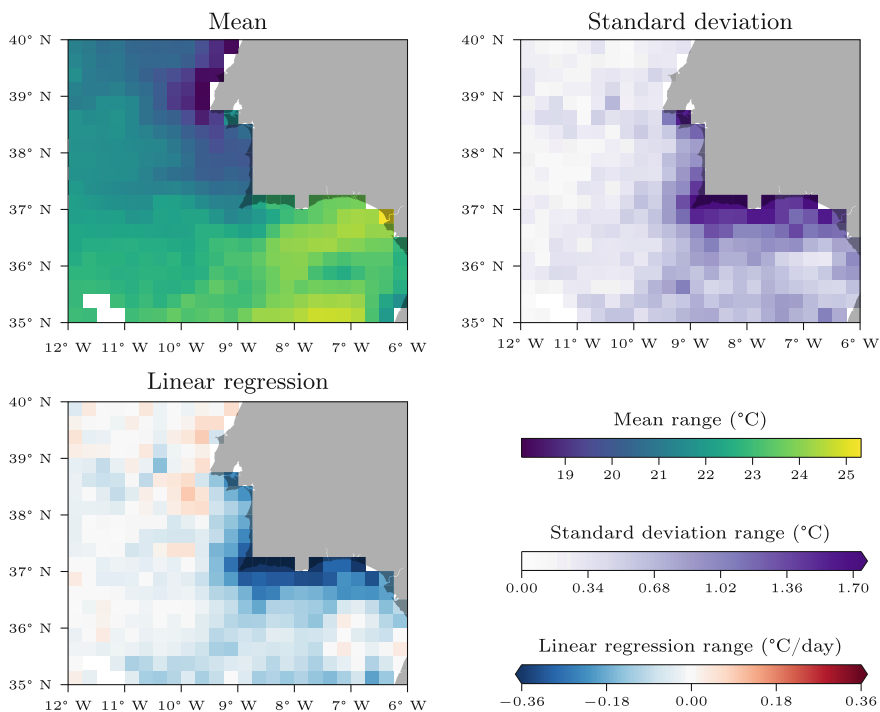 Mean
40° N
39° N
38° N
37° N
36° N
35° N
12° W 11° W 10° W 9° W 8° W 7° W 6° W
Standard deviation
40° N
39° N
38° N
37° N
36° N
35° N
12° W 11° W 10° W 9° W 8° W 7° W 6° W
Linear regression
40° N
39° N
38° N
37° N
36° N
35° N
12° W 11° W 10° W 9° W 8° W 7° W 6° W
Mean range (°C)
19 20 21 22 23 24 25
Standard deviation range (°C)
0.00 0.34 0.68 1.02 1.36 1.70
Linear regression range (°C/day)
−0.36 −0.18 0.00 0.18 0.36